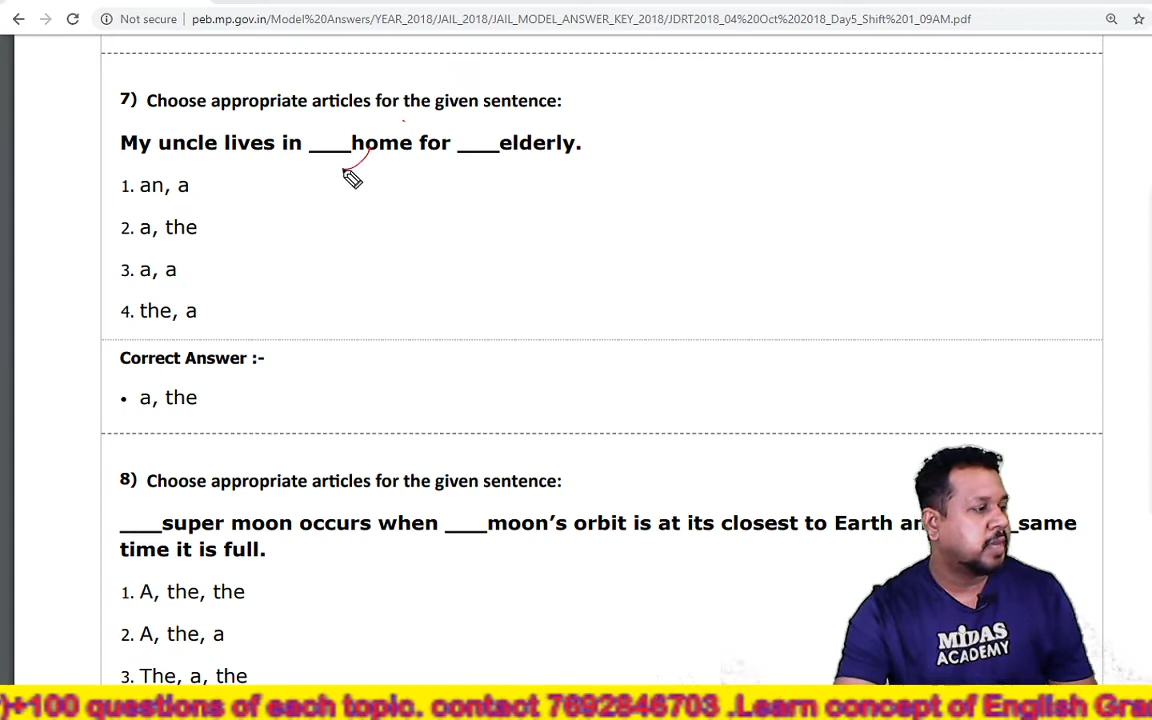 Not secure
peb.mp.gov.in/Model%20Answers/YEAR_2018/JAIL_2018/JAIL_MODEL_ANSWER_KEY_2018/JDRT2018_04%20Oct%202018_Day5_Shift%201_09AM.pdf
7) Choose appropriate articles for the given sentence:
My uncle lives in ____home for ____elderly.
1. an, a
2. a, the
3. a, a
4. the, a
Correct Answer :-
• a, the
8) Choose appropriate articles for the given sentence:
____super moon occurs when ____moon's orbit is at its closest to Earth an _same
time it is full.
1. A, the, the
2. A, the, a
3. The, a, the
MIDAS
ACADEMY
)+100 questions of each topic. contact 7692846703 .Learn concept of English Gra